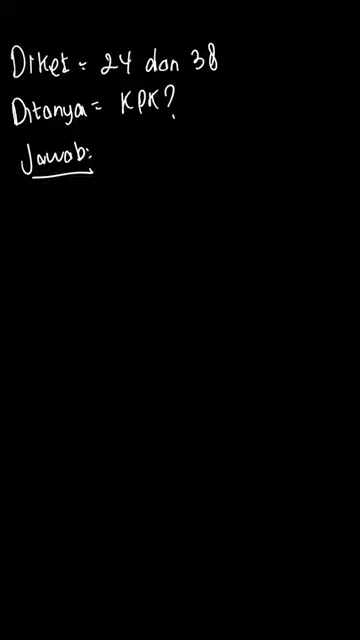 Diket = 24 dan 38
Ditanya = KPK?
Jawab: